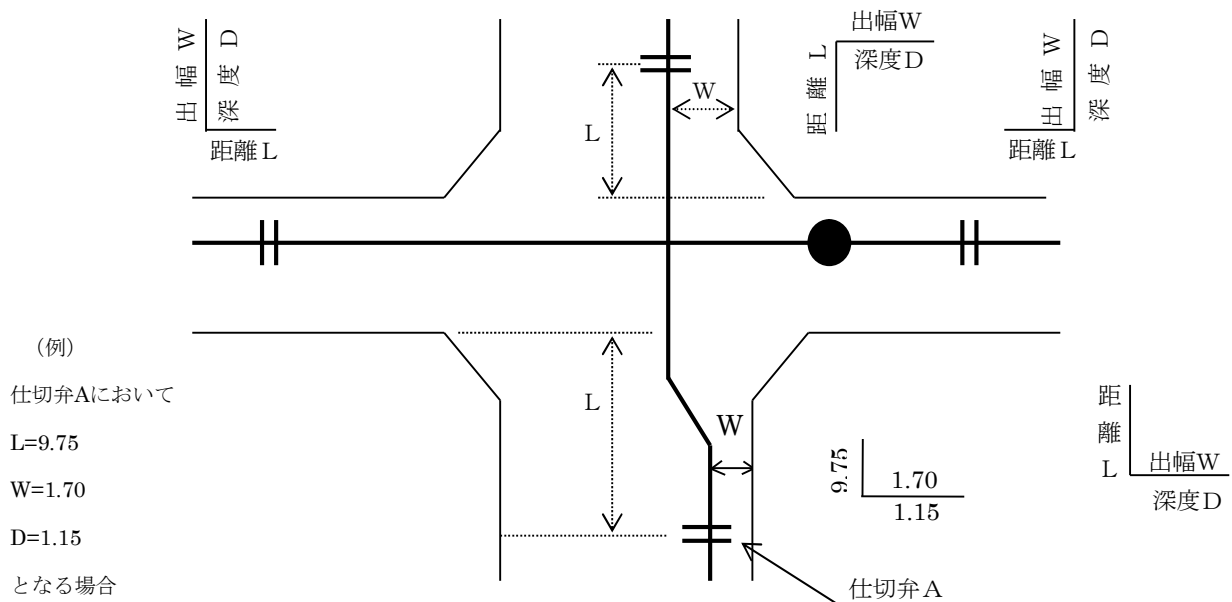 出幅W
深度D
距離L
距離L
出幅W
深度D
出幅W
深度D
距離L
W
L
(例)
仕切弁Aにおいて
L=9.75
W=1.70
D=1.15
となる場合
L
W
9.75
1.70
1.15
仕切弁A
距離L
出幅W
深度D